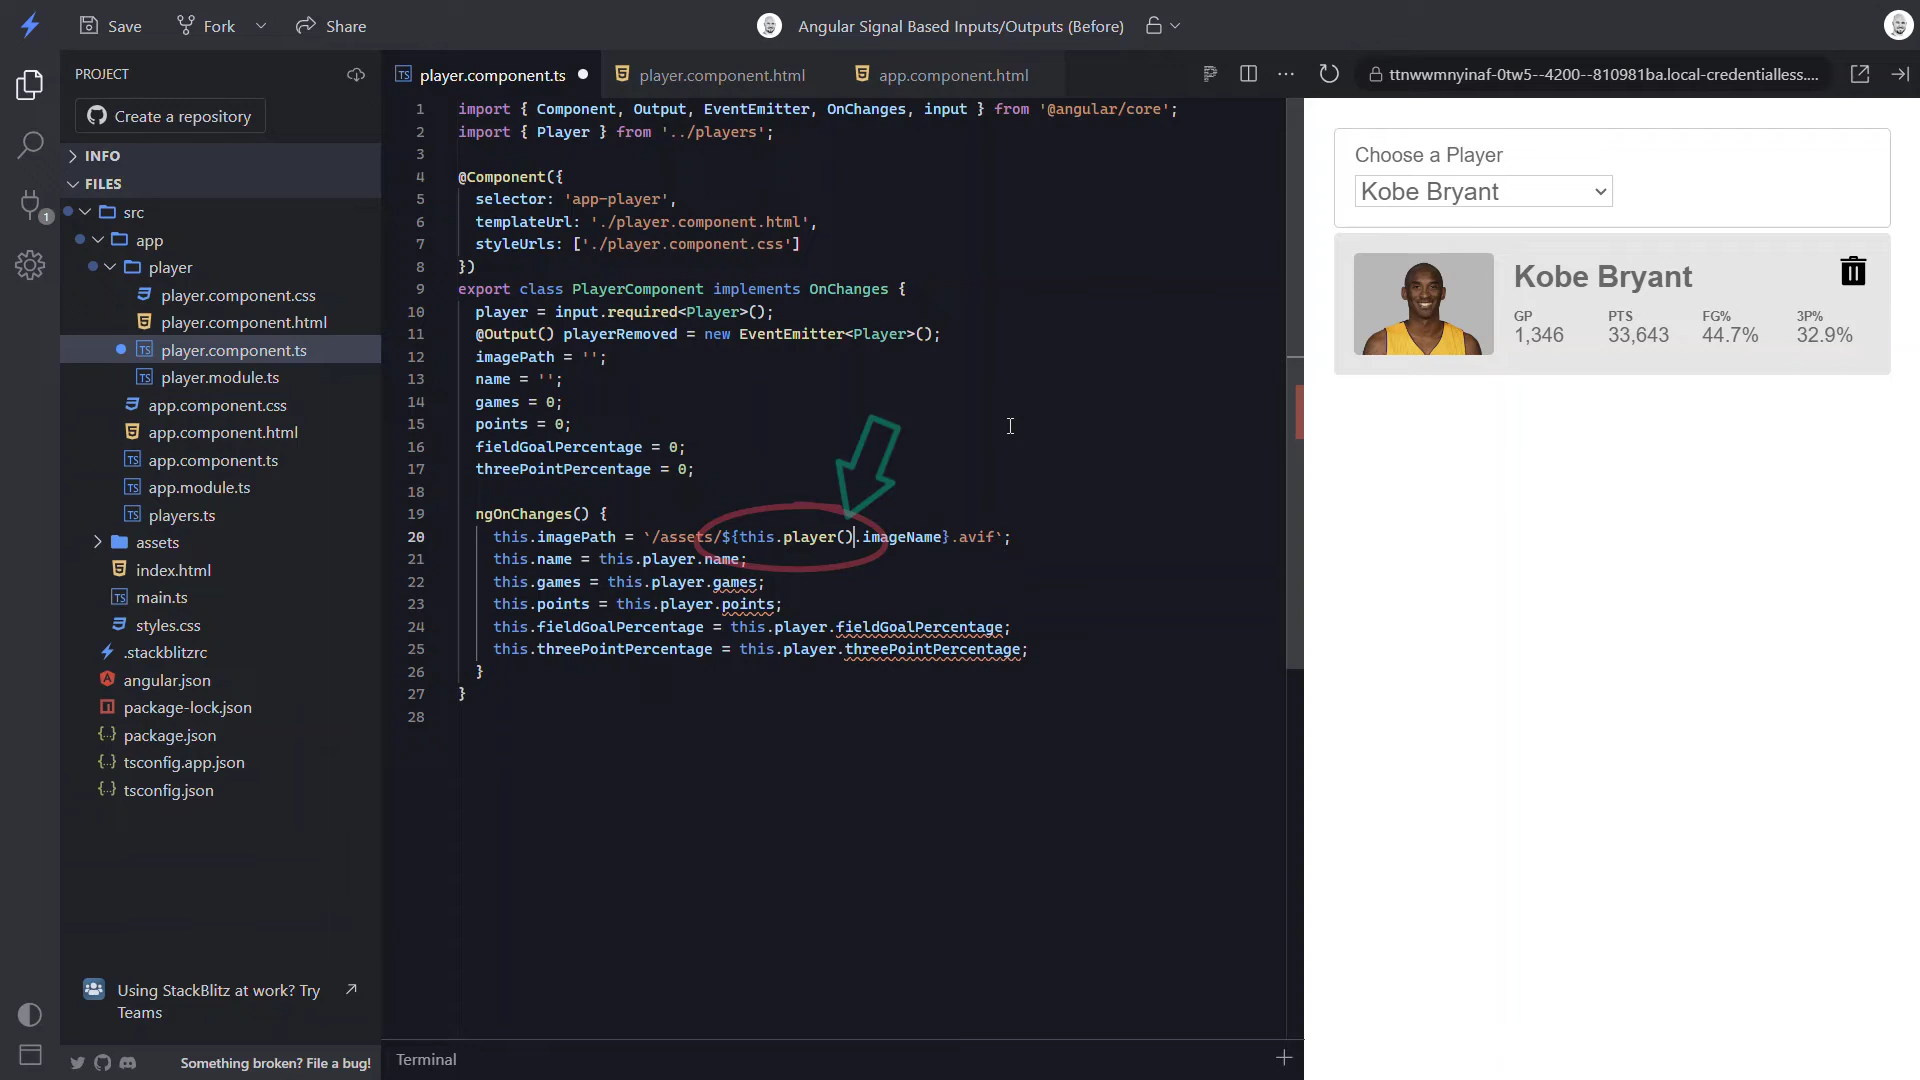 Save
Fork
Share
Angular Signal Based Inputs/Outputs (Before)
PROJECT
Create a repository
INFO
FILES
src
app
player
player.component.css
player.component.html
TS player.component.ts
TS player.module.ts
app.component.css
app.component.html
TS app.component.ts
TS app.module.ts
TS players.ts
assets
index.html
TS main.ts
styles.css
.stackblitzrc
angular.json
package-lock.json
package.json
tsconfig.app.json
tsconfig.json
1
Using StackBlitz at work? Try
Teams
Something broken? File a bug!
TS player.component.ts
player.component.html
app.component.html
1 import { Component, Output, EventEmitter, OnChanges, input } from '@angular/core';
2 import { Player } from '../players';
3
4 @Component({
5 selector: 'app-player',
6 templateUrl: './player.component.html',
7 styleUrls: ['./player.component.css']
8 })
9 export class PlayerComponent implements OnChanges {
10 player = input.required<Player>();
11 @Output() playerRemoved = new EventEmitter<Player>();
12 imagePath = '';
13 name = '';
14 games = 0;
15 points = 0;
16 fieldGoalPercentage = 0;
17 threePointPercentage = 0;
18
19 ngOnChanges() {
20 this.imagePath = `/assets/${this.player().imageName}.avif`;
21 this.name = this.player.name;
22 this.games = this.player.games;
23 this.points = this.player.points;
24 this.fieldGoalPercentage = this.player.fieldGoalPercentage;
25 this.threePointPercentage = this.player.threePointPercentage;
26 }
27 }
28
Terminal
ttnwwmnyinaf-0tw5--4200--810981ba.local-credentialless....
Choose a Player
Kobe Bryant
Kobe Bryant
GP PTS FG% 3P%
1,346 33,643 44.7% 32.9%